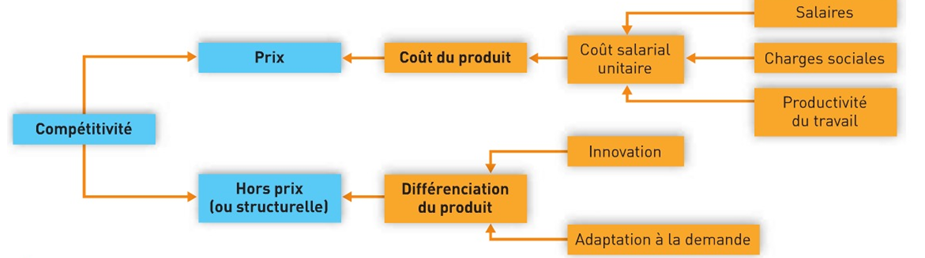 Salaires
Prix
Coût du produit
Coût salarial
unitaire
Charges sociales
Productivité
du travail
Compétitivité
Innovation
Hors prix
(ou structurelle)
Différenciation
du produit
Adaptation à la demande